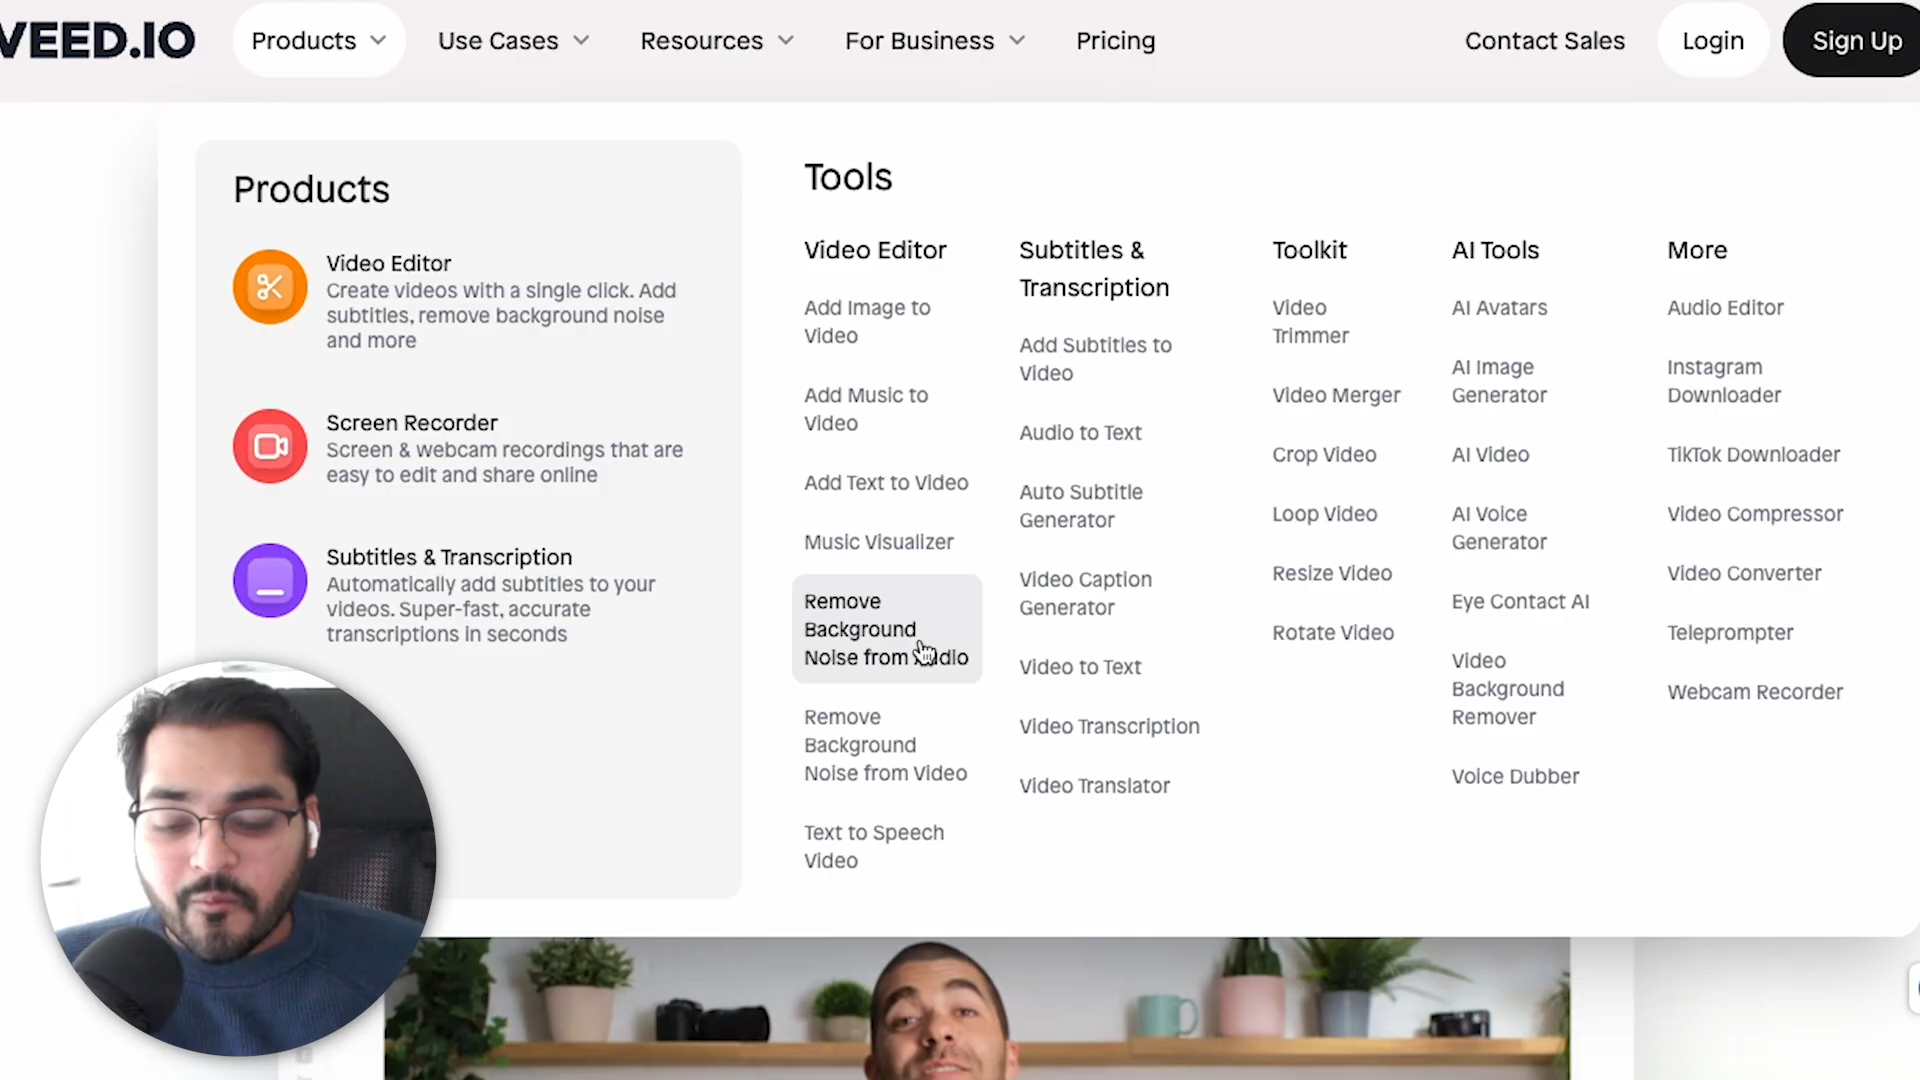 VEED.IO
Products
Use Cases
Resources
For Business
Pricing
Contact Sales
Login
Sign Up
Products
Video Editor
Create videos with a single click. Add
subtitles, remove background noise
and more
Screen Recorder
Screen & webcam recordings that are
easy to edit and share online
Subtitles & Transcription
Automatically add subtitles to your
videos. Super-fast, accurate
transcriptions in seconds
Tools
Video Editor
Add Image to
Video
Add Music to
Video
Add Text to Video
Music Visualizer
Remove
Background
Noise from Audio
Remove
Background
Noise from Video
Text to Speech
Video
Subtitles &
Transcription
Add Subtitles to
Video
Audio to Text
Auto Subtitle
Generator
Video Caption
Generator
Video to Text
Video Transcription
Video Translator
Toolkit
Video
Trimmer
Video Merger
Crop Video
Loop Video
Resize Video
Rotate Video
AI Tools
AI Avatars
AI Image
Generator
AI Video
AI Voice
Generator
Eye Contact AI
Video
Background
Remover
Voice Dubber
More
Audio Editor
Instagram
Downloader
TikTok Downloader
Video Compressor
Video Converter
Teleprompter
Webcam Recorder